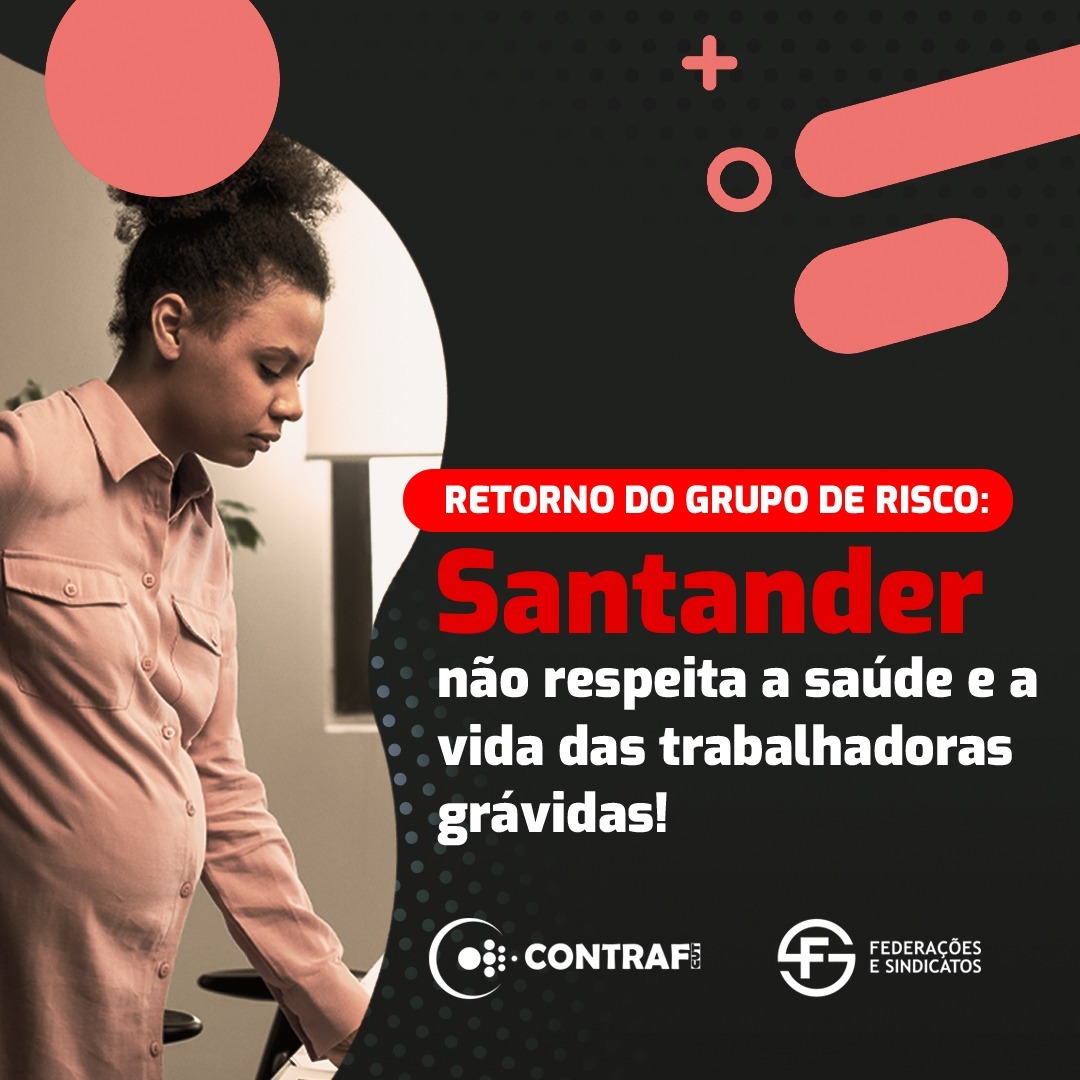 RETORNO DO GRUPO DE RISCO:
Santander
não respeita a saúde e a
vida das trabalhadoras
grávidas!
CONTRAF CUT
FEDERAÇÕES
E SINDICATOS